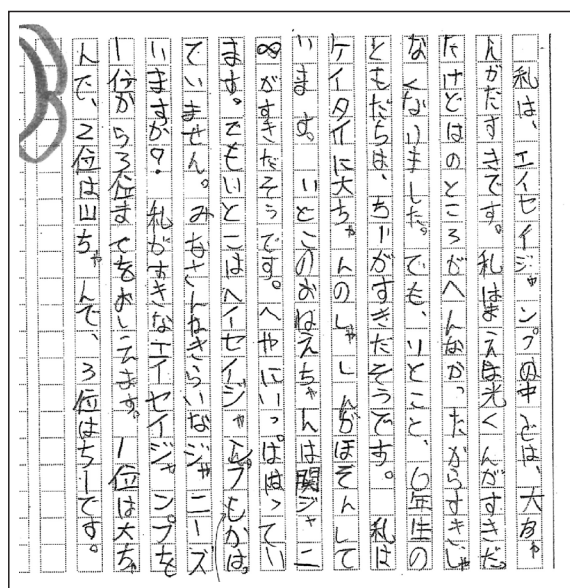 私は、エイセイジャンプの中では、大ちゃ
んがだすきです。私はまえは光くんがすきだっ
たけどはのところがへんなかったからすきじゃ
なくなりました。でも、いとこと、6年生の
ともだちは、ちーがすきだそうです。私は
ケイタイに大ちゃんのしゃしんがほぞんして
います。いとこのおねえちゃんは関ジャニ
∞がすきだそうです。へやにいっぱいはってい
ます。でもいとこはヘイセイジャンプもかはっ
ていません。みなさんねきらいなジャニーズ
いますか？私がすきなエイセイジャンプを
1位から3位までをおしえます。1位は大ちゃ
んで、2位は山ちゃんで、3位はちーです。